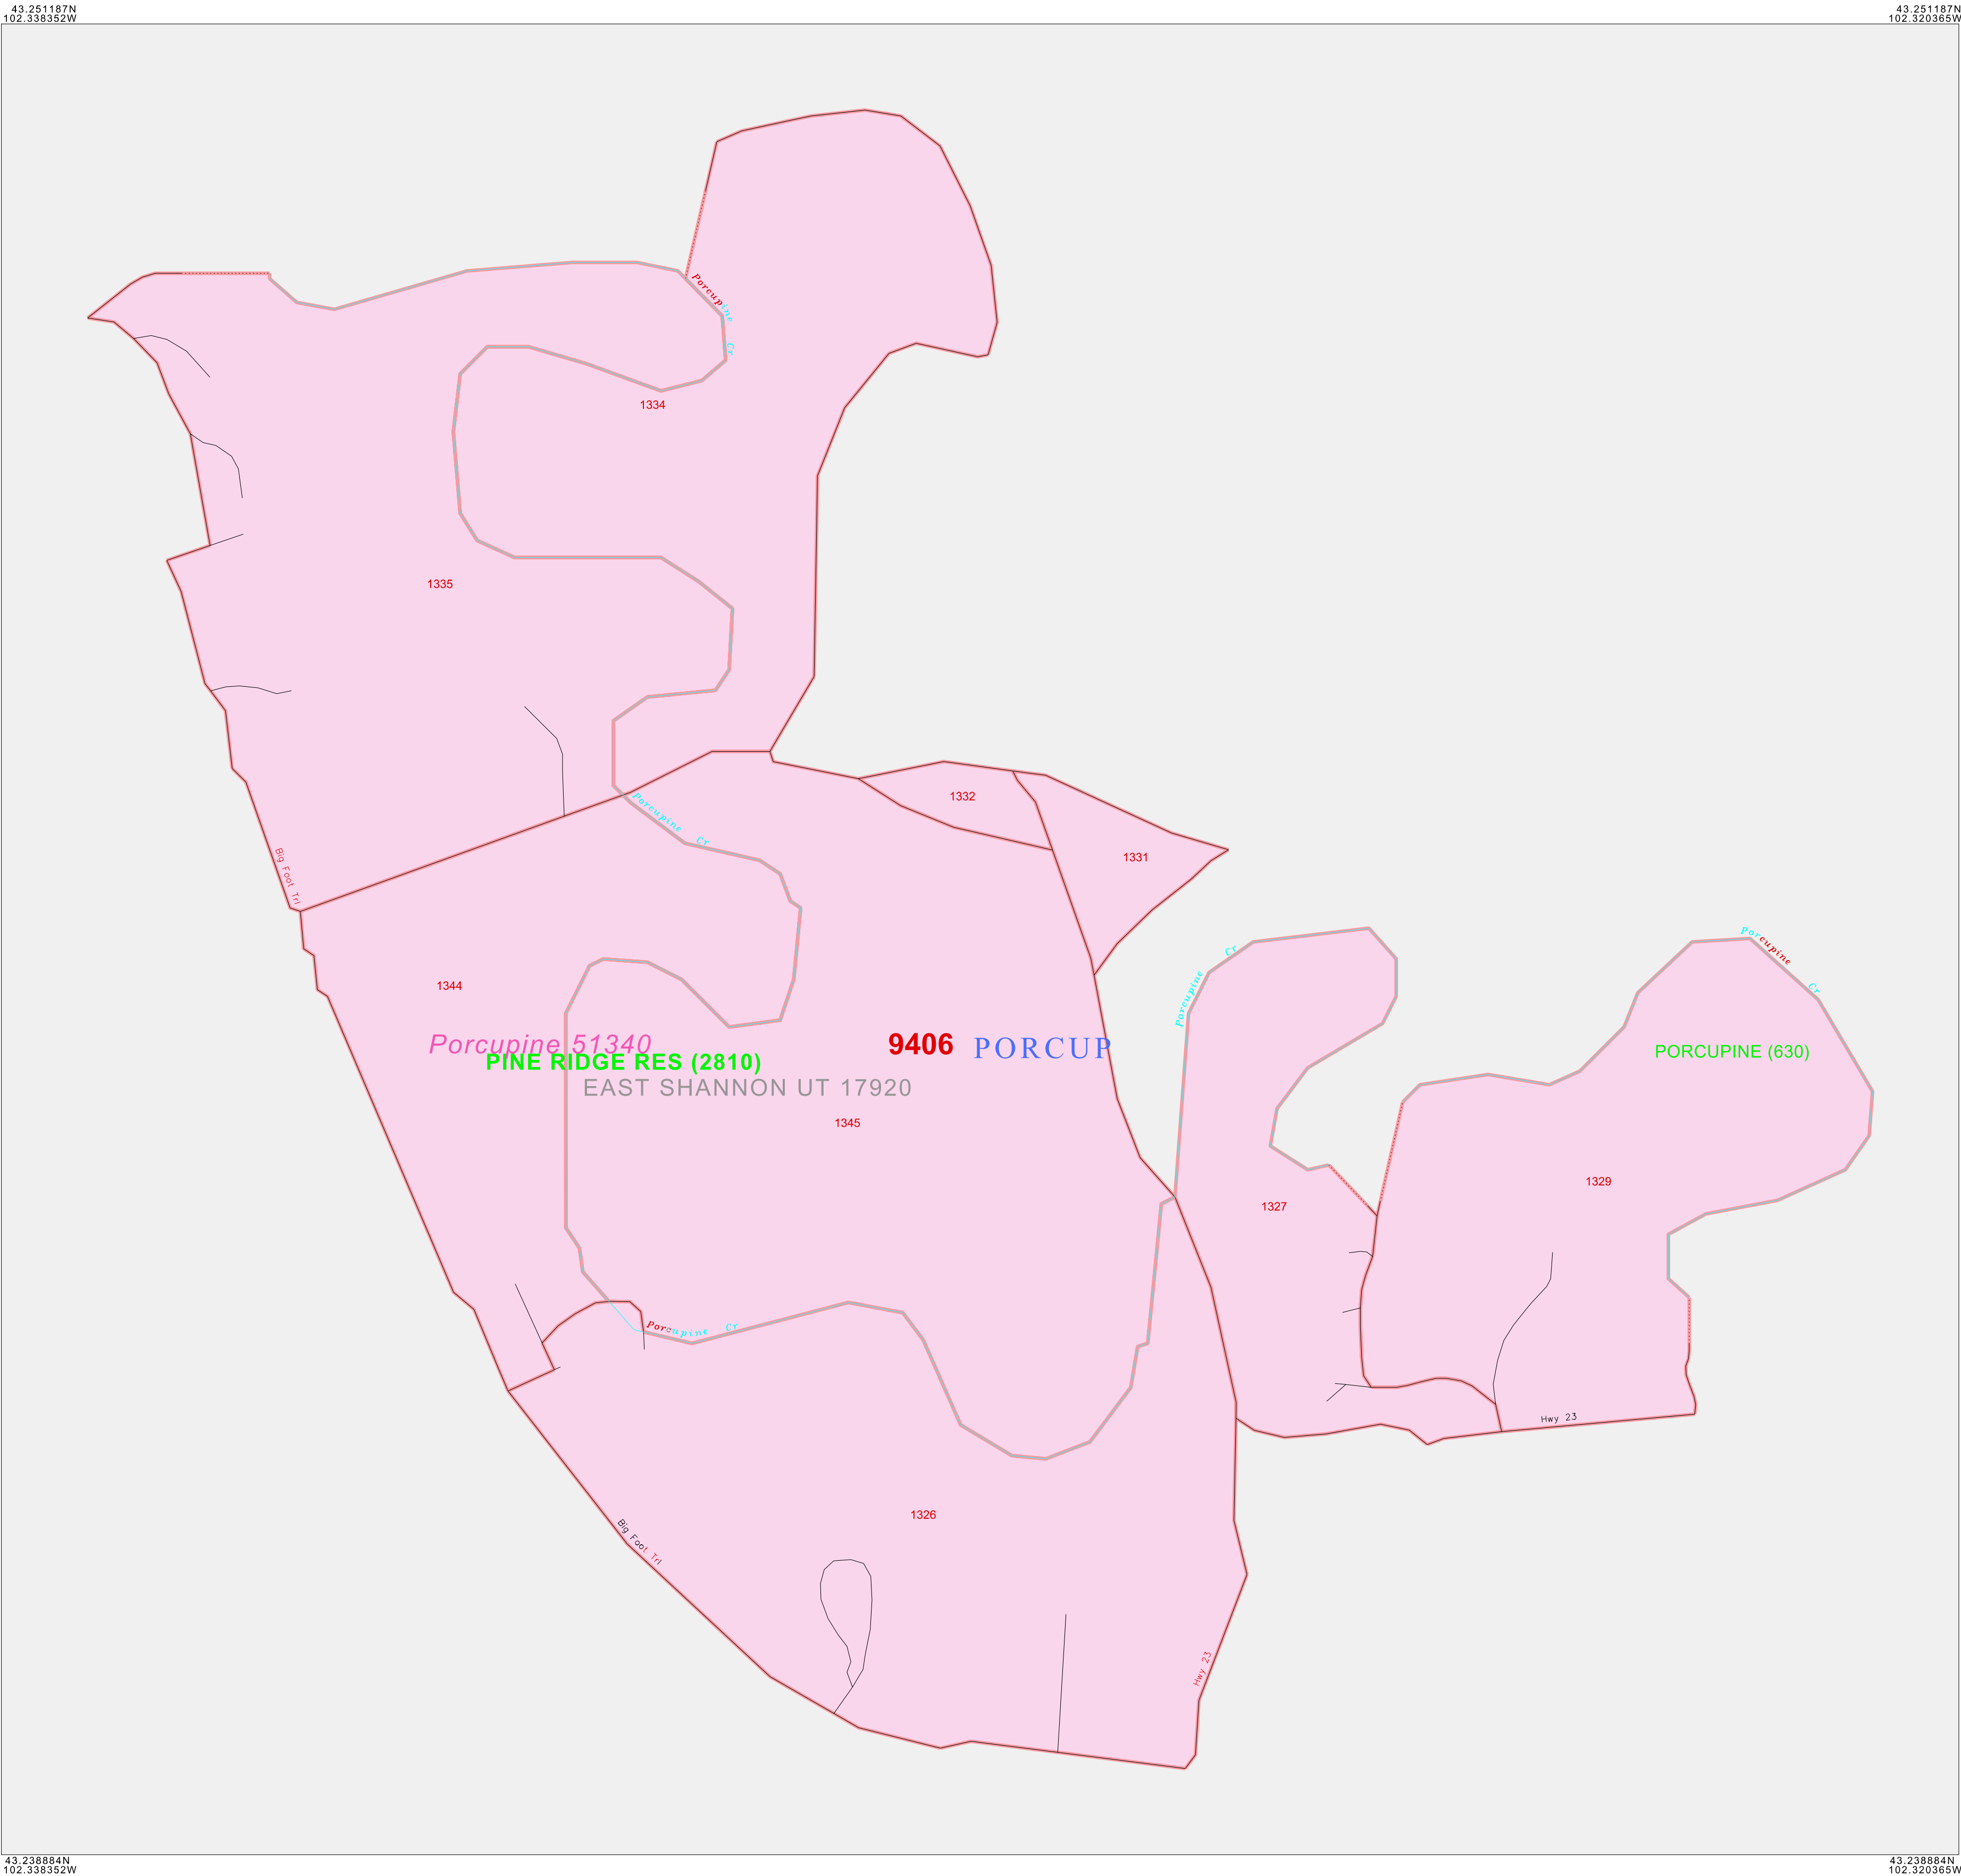 43.251187N
102.338352W
43.251187N
102.320365W
Porcupine Cr
1334
1335
1332
Porcupine Cr
1331
Big Foot Trl
Porcupine Cr
Porcupine Cr
1344
Porcupine 51340
9406
PORCUP
PINE RIDGE RES (2810)
PORCUPINE (630)
EAST SHANNON UT 17920
1345
1329
1327
Porcupine Cr
Hwy 23
1326
Big Foot Trl
Hwy 23
43.238884N
102.338352W
43.238884N
102.320365W